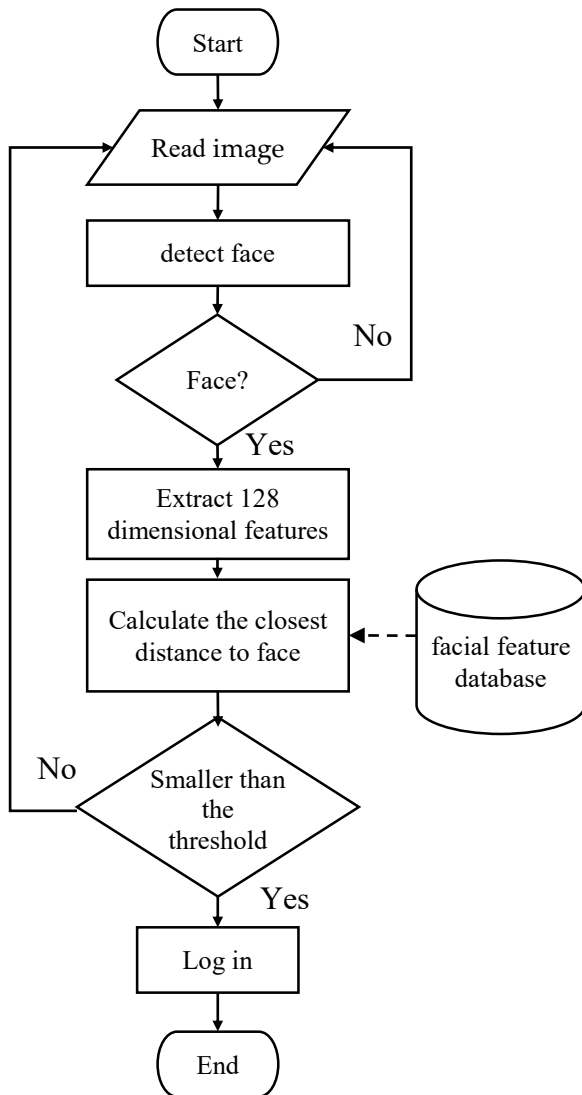 Start
Read image
detect face
Face?
No
Yes
Extract 128
dimensional features
Calculate the closest
distance to face
facial feature
database
No
Smaller than
the
threshold
Yes
Log in
End